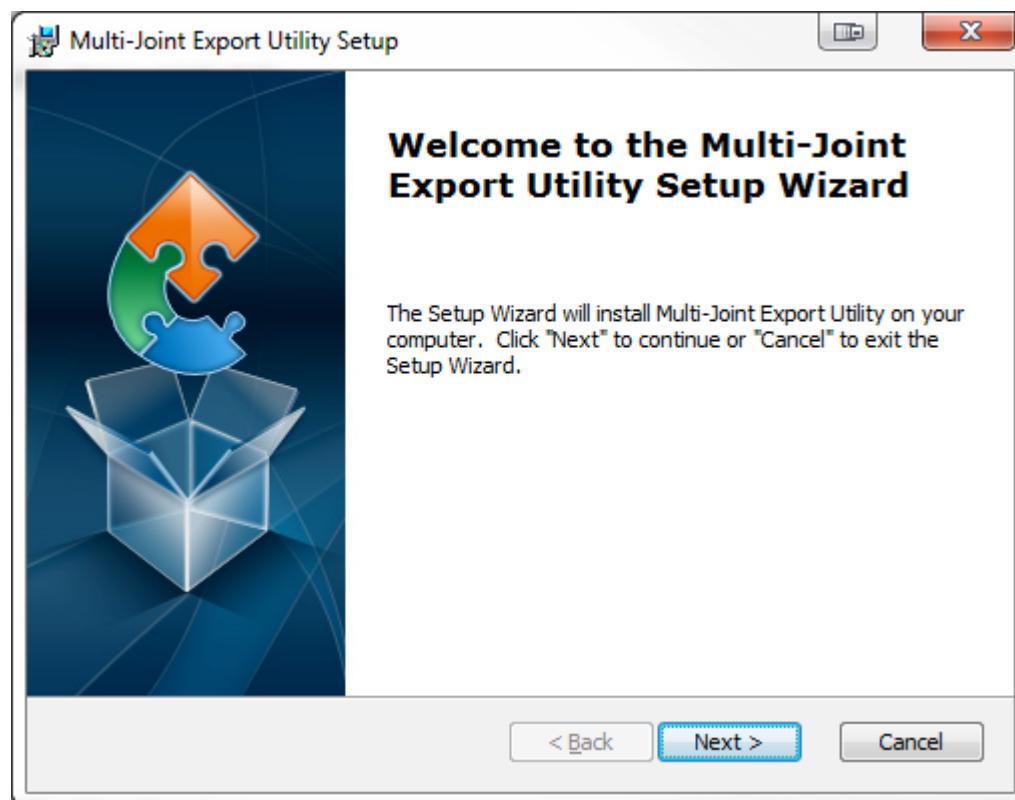 Multi-Joint Export Utility Setup
Welcome to the Multi-Joint
Export Utility Setup Wizard
The Setup Wizard will install Multi-Joint Export Utility on your
computer. Click "Next" to continue or "Cancel" to exit the
Setup Wizard.
< Back
Next >
Cancel